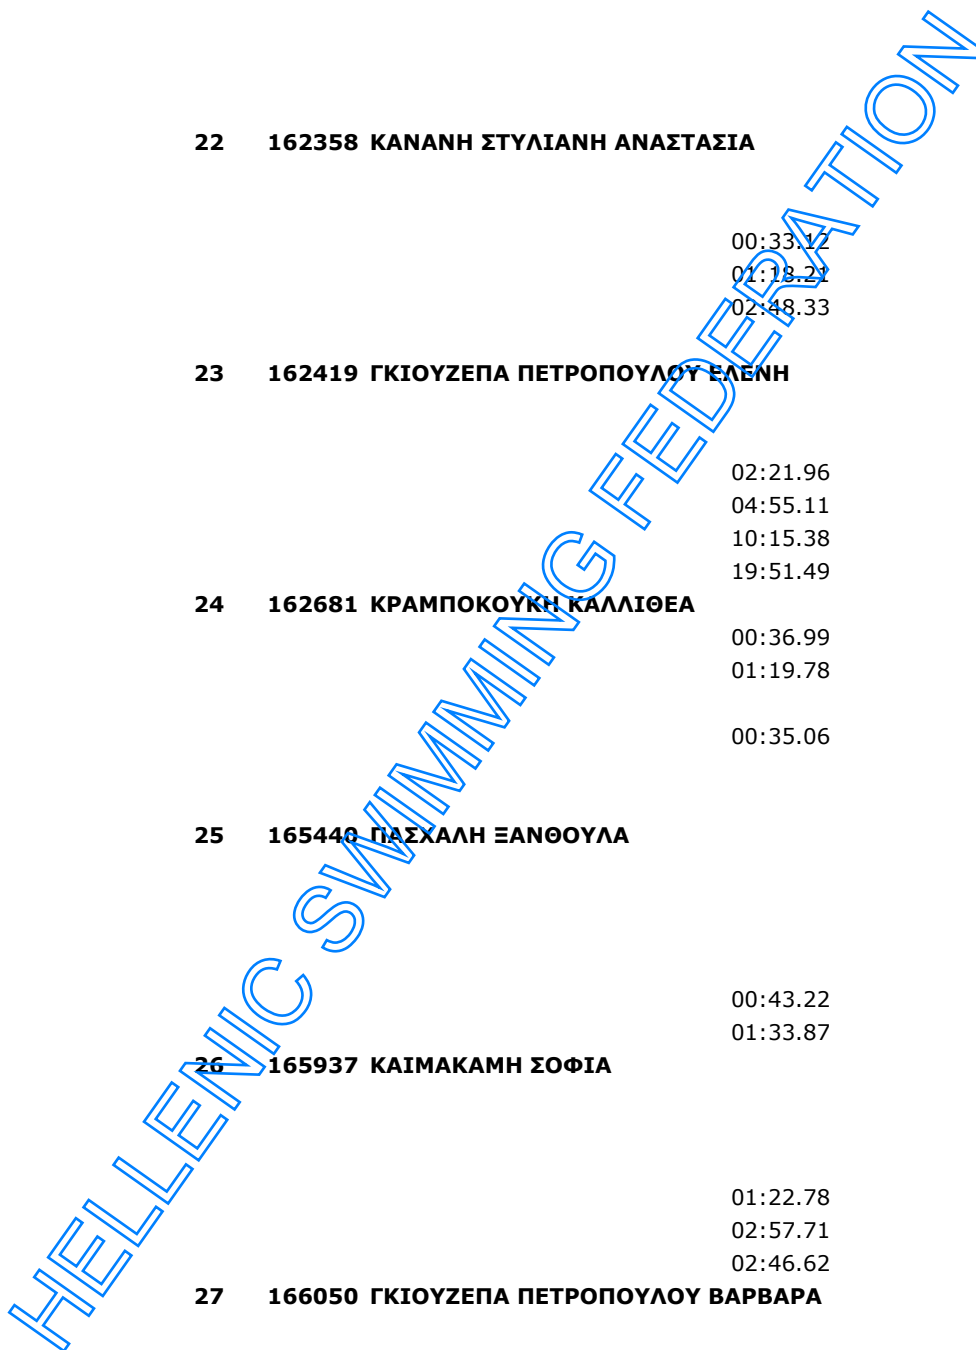 22 162358 ΚΑΝΑΝΗ ΣΤΥΛΙΑΝΗ ΑΝΑΣΤΑΣΙΑ
00:33.12
01:18.21
02:48.33
23 162419 ΓΚΙΟΥΖΕΠΑ ΠΕΤΡΟΠΟΥΛΟΥ ΕΛΕΝΗ
02:21.96
04:55.11
10:15.38
19:51.49
24 162681 ΚΡΑΜΠΟΚΟΥΚΗ ΚΑΛΛΙΘΕΑ
00:36.99
01:19.78
00:35.06
25 165440 ΠΑΣΧΑΛΗ ΞΑΝΘΟΥΛΑ
00:43.22
01:33.87
26 165937 ΚΑΙΜΑΚΑΜΗ ΣΟΦΙΑ
01:22.78
02:57.71
02:46.62
27 166050 ΓΚΙΟΥΖΕΠΑ ΠΕΤΡΟΠΟΥΛΟΥ ΒΑΡΒΑΡΑ
HELLENIC SWIMMING FEDERATION